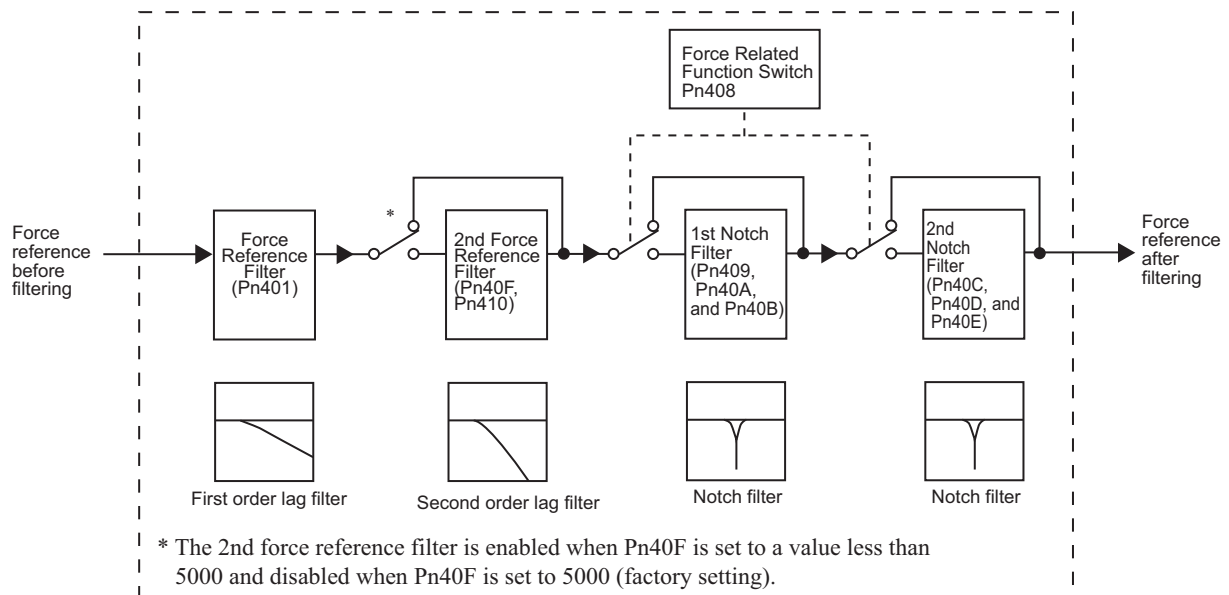 Force Related
Function Switch
Pn408
Force
reference
before
filtering
Force
Reference
Filter
(Pn401)
*
2nd Force
Reference
Filter
(Pn40F,
Pn410)
1st Notch
Filter
(Pn409,
Pn40A,
and Pn40B)
2nd
Notch
Filter
(Pn40C,
Pn40D, and
Pn40E)
Force
reference
after
filtering
First order lag filter
Second order lag filter
Notch filter
Notch filter
* The 2nd force reference filter is enabled when Pn40F is set to a value less than
5000 and disabled when Pn40F is set to 5000 (factory setting).